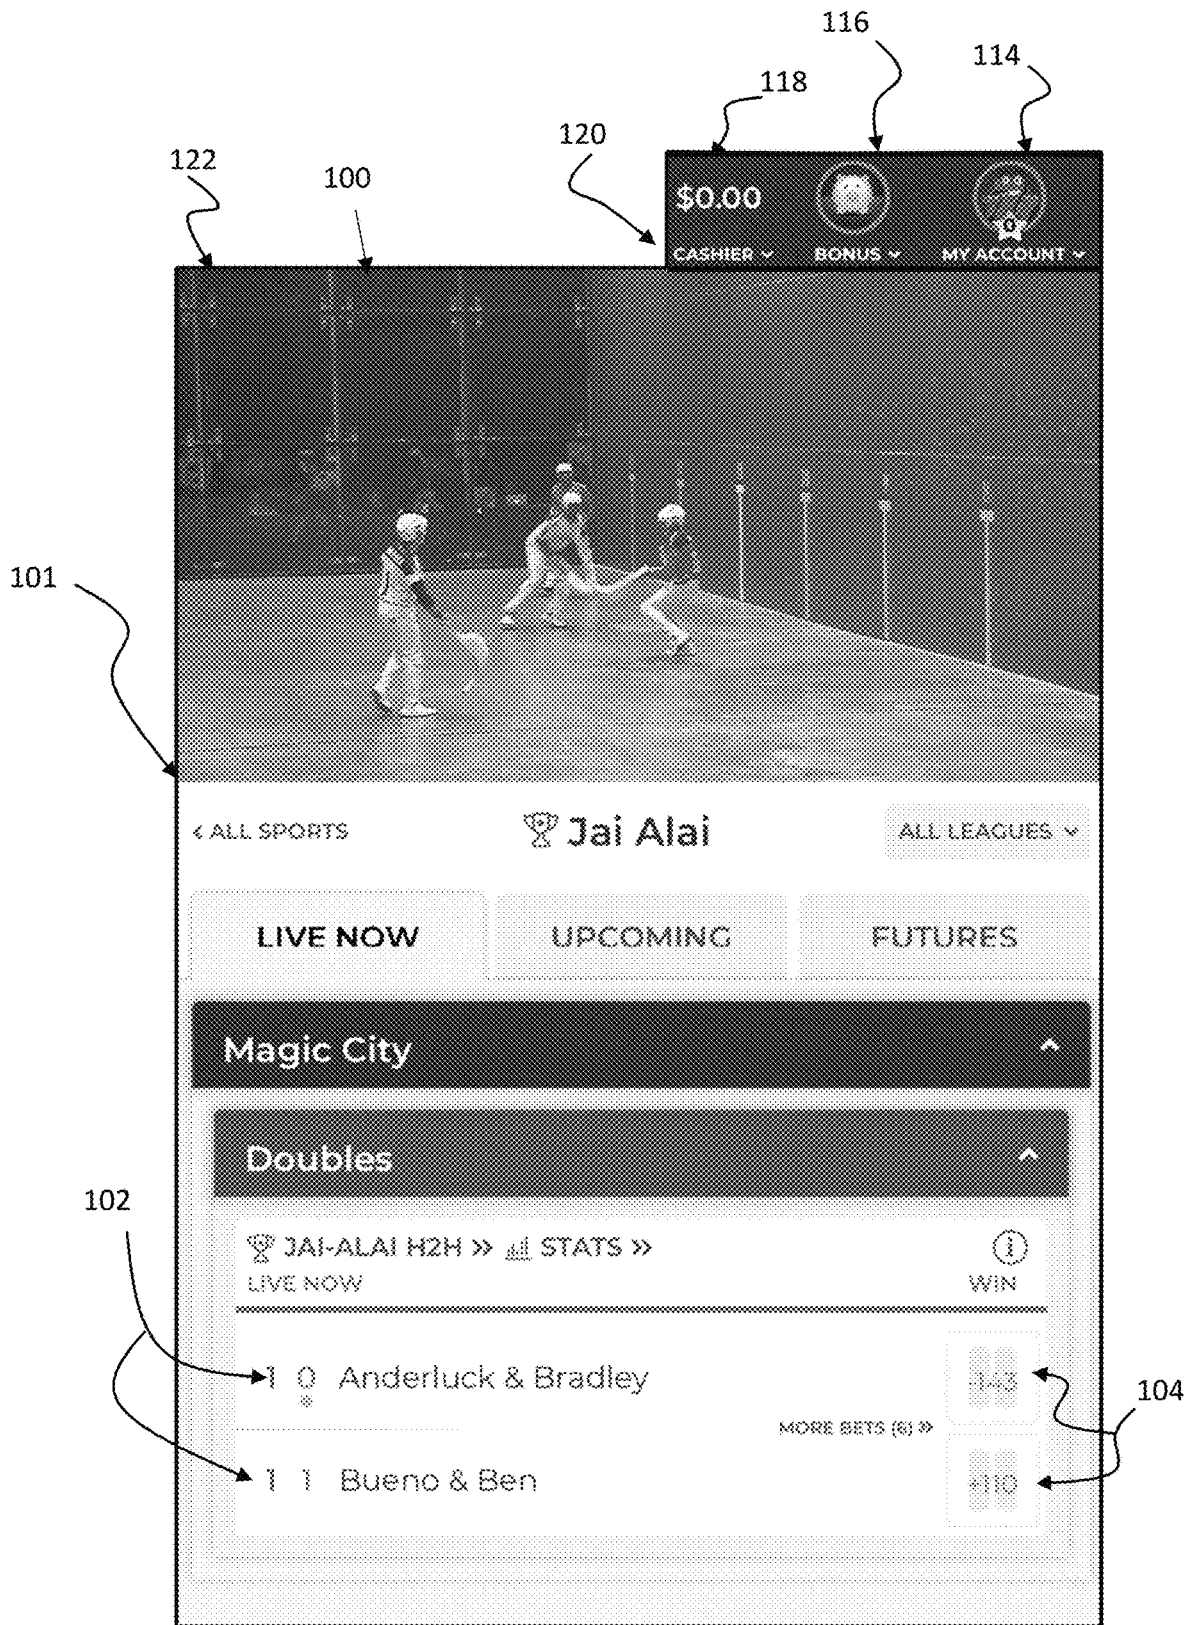 116
114
118
120
122
100
$0.00
CASHIER BONUS MY ACCOUNT
0
101
< ALL SPORTS Jai Alai ALL LEAGUES
LIVE NOW UPCOMING FUTURES
Magic City
Doubles
102
JAI-ALAI H2H >> STATS >> i
LIVE NOW WIN
1 0 Anderluck & Bradley -143
104
MORE BETS (6) >>
1 1 Bueno & Ben +110